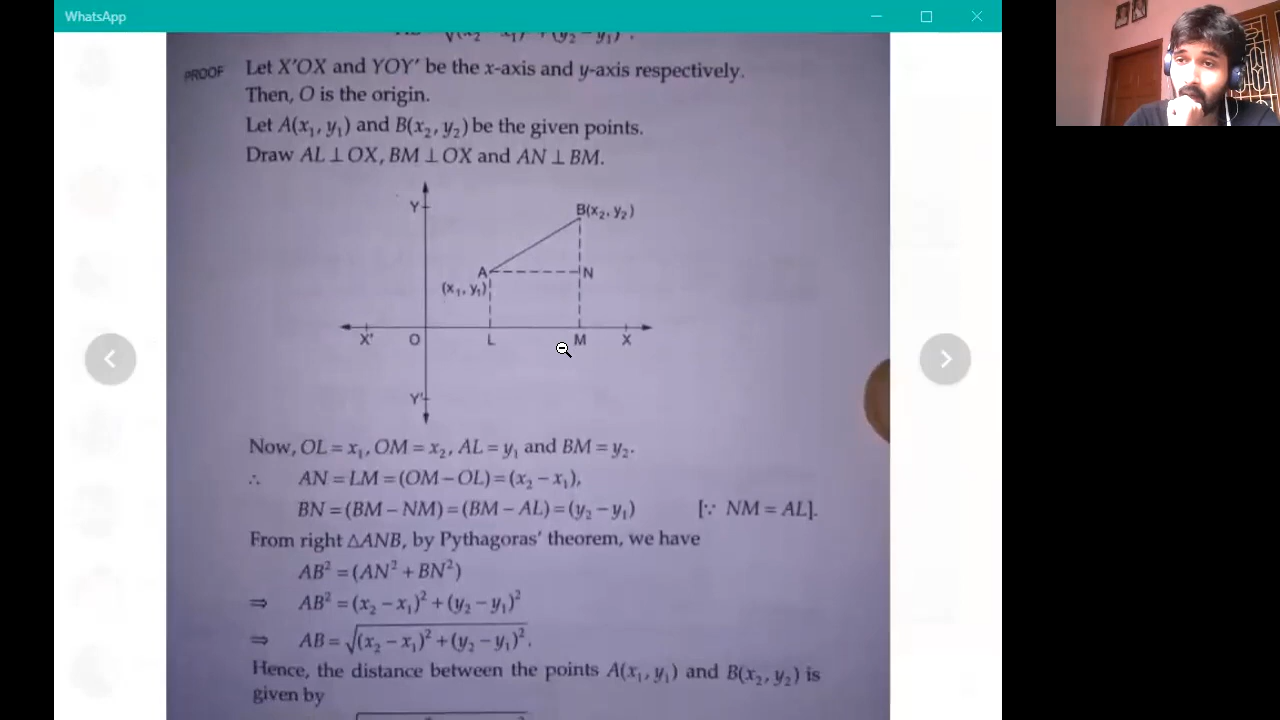 WhatsApp
PROOF Let X'OX and YOY' be the x-axis and y-axis respectively.
Then, O is the origin.
Let A(x₁, y₁) and B(x₂, y₂) be the given points.
Draw AL ⊥ OX, BM ⊥ OX and AN ⊥ BM.
Y
B(x₂, y₂)
A
N
(x₁, y₁)
X' O L M X
Y'
Now, OL = x₁, OM = x₂, AL = y₁ and BM = y₂.
∴ AN = LM = (OM − OL) = (x₂ − x₁),
BN = (BM − NM) = (BM − AL) = (y₂ − y₁) [∵ NM = AL].
From right △ANB, by Pythagoras' theorem, we have
AB² = (AN² + BN²)
⇒ AB² = (x₂ − x₁)² + (y₂ − y₁)²
⇒ AB = √(x₂ − x₁)² + (y₂ − y₁)².
Hence, the distance between the points A(x₁, y₁) and B(x₂, y₂) is
given by